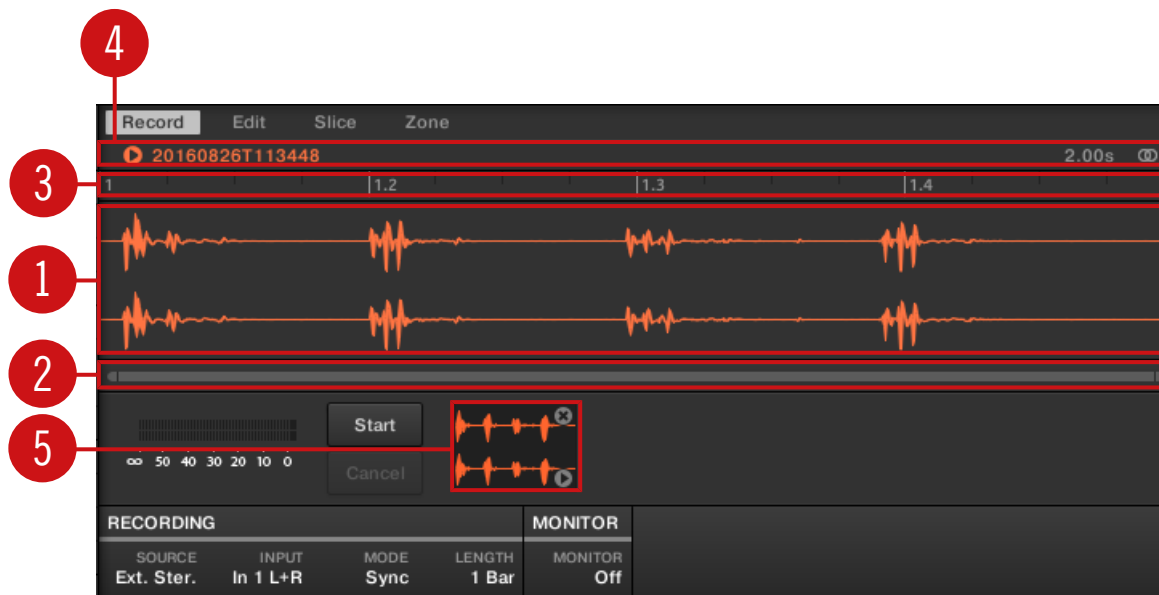 4
Record Edit Slice Zone
20160826T113448 2.00s
3
1 1.2 1.3 1.4
1
2
5
Start
∞ 50 40 30 20 10 0
Cancel
RECORDING MONITOR
SOURCE INPUT MODE LENGTH MONITOR
Ext. Ster. In 1 L+R Sync 1 Bar Off